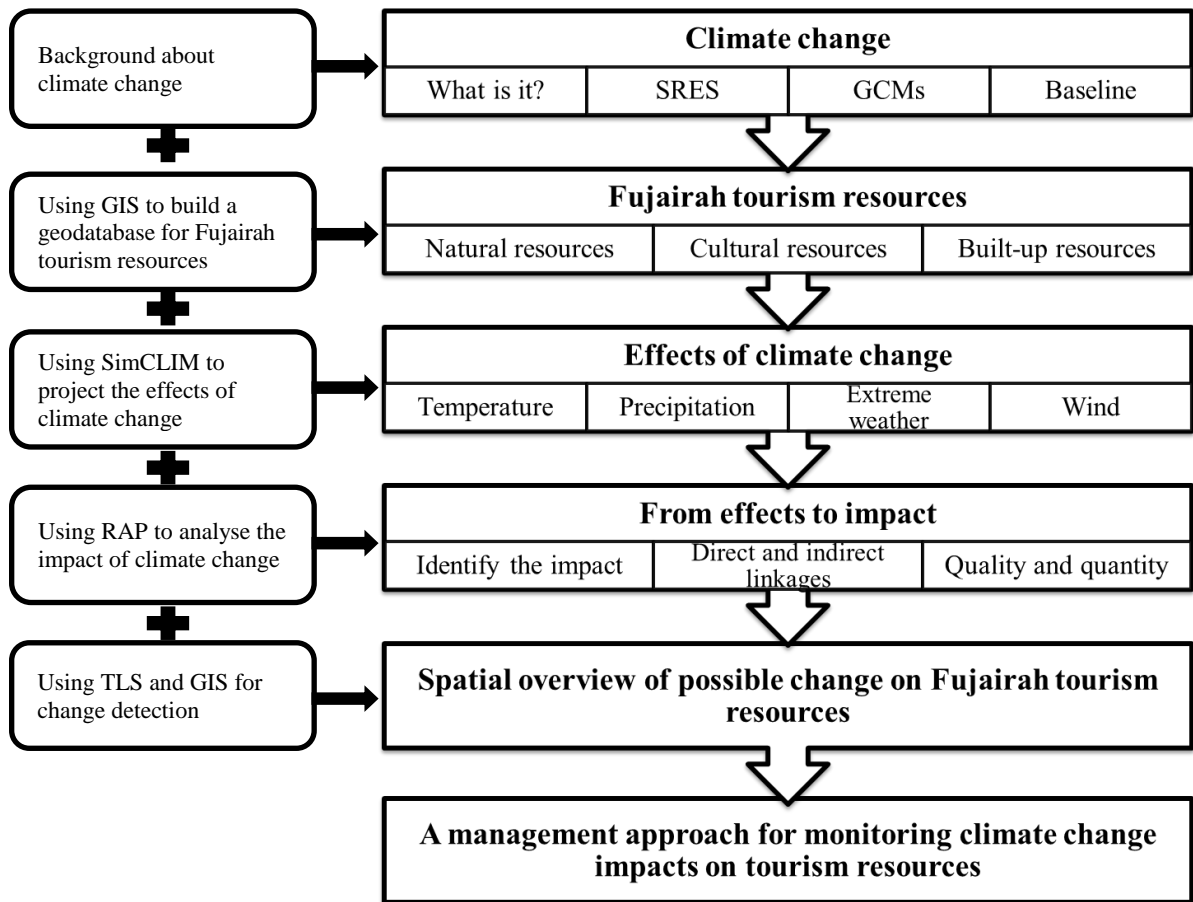 Background about
climate change
Climate change
What is it?
SRES
GCMs
Baseline
Using GIS to build a
geodatabase for Fujairah
tourism resources
Fujairah tourism resources
Natural resources
Cultural resources
Built-up resources
Using SimCLIM to
project the effects of
climate change
Effects of climate change
Temperature
Precipitation
Extreme
weather
Wind
Using RAP to analyse the
impact of climate change
From effects to impact
Identify the impact
Direct and indirect
linkages
Quality and quantity
Using TLS and GIS for
change detection
Spatial overview of possible change on Fujairah tourism
resources
A management approach for monitoring climate change
impacts on tourism resources